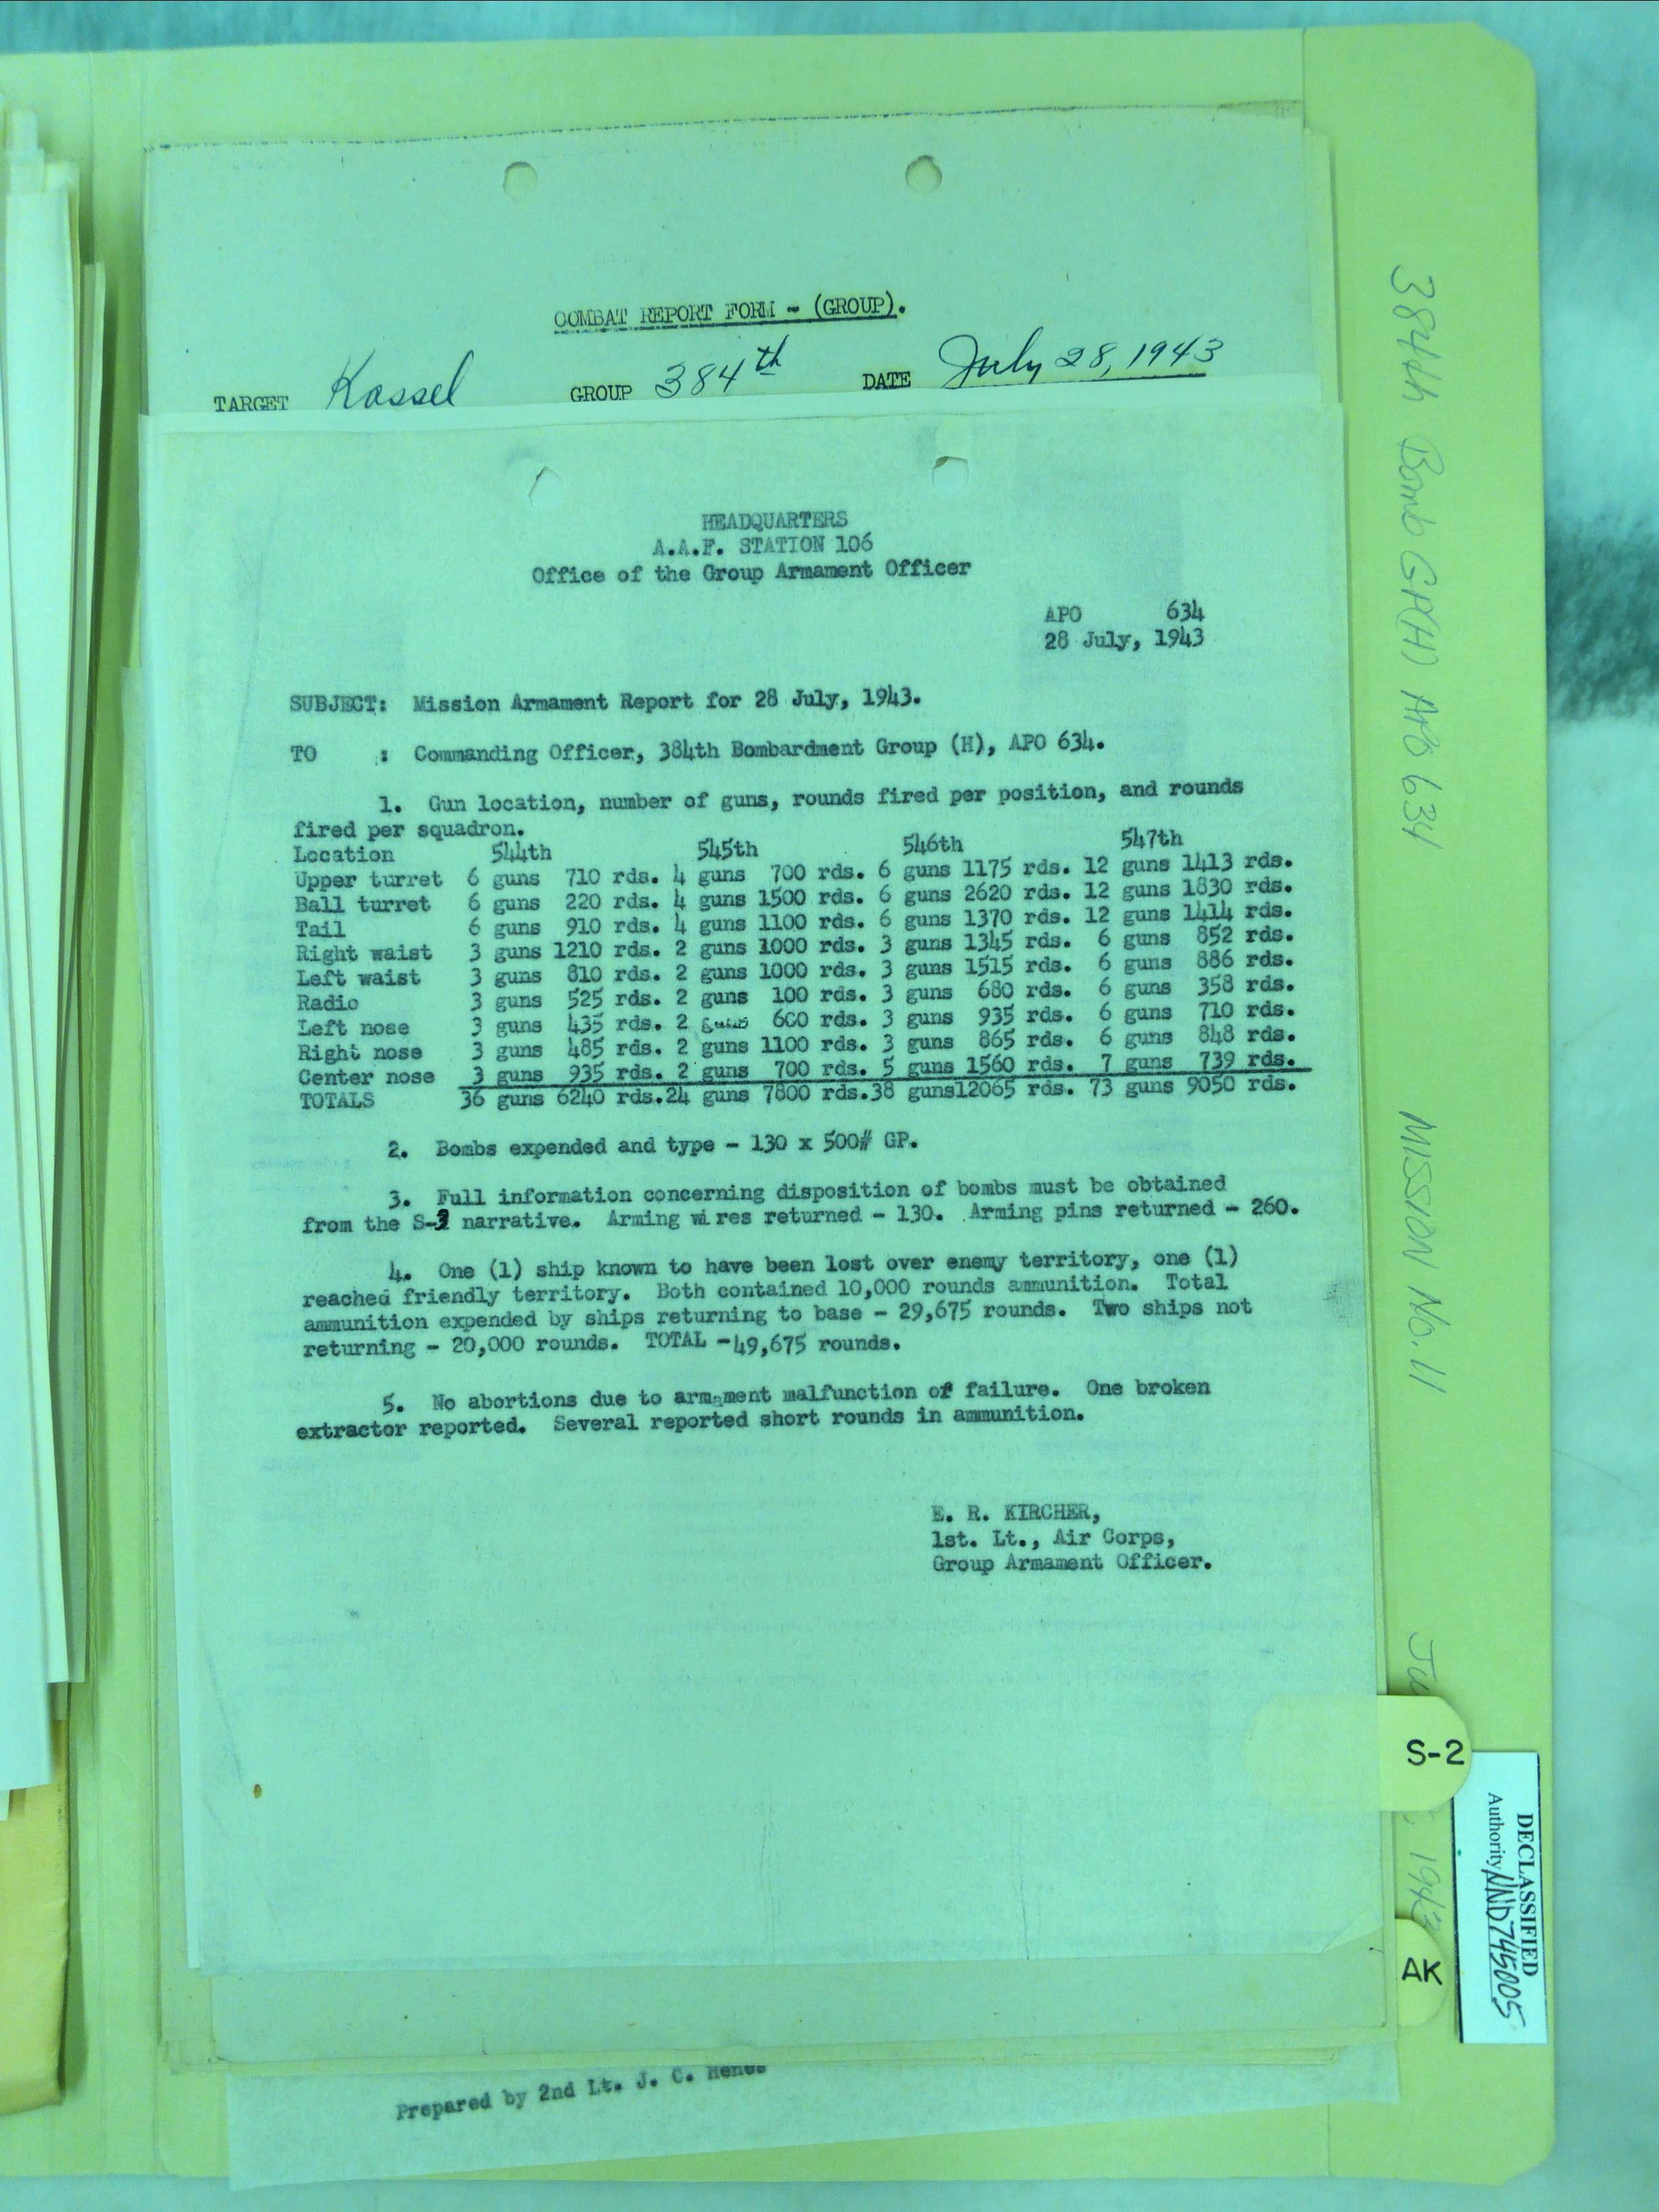 COMBAT REPORT FORM - (GROUP).
TARGET Kassel GROUP 384th DATE July 28, 1943
HEADQUARTERS
A.A.F. STATION 106
Office of the Group Armament Officer
APO 634
28 July, 1943
SUBJECT: Mission Armament Report for 28 July, 1943.
TO : Commanding Officer, 384th Bombardment Group (H), APO 634.
1. Gun location, number of guns, rounds fired per position, and rounds
fired per squadron.
Location 544th 545th 546th 547th
Upper turret 6 guns 710 rds. 4 guns 700 rds. 6 guns 1175 rds. 12 guns 1413 rds.
Ball turret 6 guns 220 rds. 4 guns 1500 rds. 6 guns 2620 rds. 12 guns 1830 rds.
Tail 6 guns 910 rds. 4 guns 1100 rds. 6 guns 1370 rds. 12 guns 1414 rds.
Right waist 3 guns 1210 rds. 2 guns 1000 rds. 3 guns 1345 rds. 6 guns 852 rds.
Left waist 3 guns 810 rds. 2 guns 1000 rds. 3 guns 1515 rds. 6 guns 886 rds.
Radio 3 guns 525 rds. 2 guns 100 rds. 3 guns 680 rds. 6 guns 358 rds.
Left nose 3 guns 435 rds. 2 guns 600 rds. 3 guns 935 rds. 6 guns 710 rds.
Right nose 3 guns 485 rds. 2 guns 1100 rds. 3 guns 865 rds. 6 guns 848 rds.
Center nose 3 guns 935 rds. 2 guns 700 rds. 5 guns 1560 rds. 7 guns 739 rds.
TOTALS 36 guns 6240 rds.24 guns 7800 rds.38 guns12065 rds. 73 guns 9050 rds.
2. Bombs expended and type - 130 x 500# GP.
3. Full information concerning disposition of bombs must be obtained
from the S-2 narrative. Arming wires returned - 130. Arming pins returned - 260.
4. One (1) ship known to have been lost over enemy territory, one (1)
reached friendly territory. Both contained 10,000 rounds ammunition. Total
ammunition expended by ships returning to base - 29,675 rounds. Two ships not
returning - 20,000 rounds. TOTAL -49,675 rounds.
5. No abortions due to armament malfunction of failure. One broken
extractor reported. Several reported short rounds in ammunition.
E. R. KIRCHER,
1st. Lt., Air Corps,
Group Armament Officer.
Prepared by 2nd Lt. J. C.
384th Bomb GP(H) APO 634 MISSION No. 11
1943
S-2
AK
DECLASSIFIED
Authority NND745005